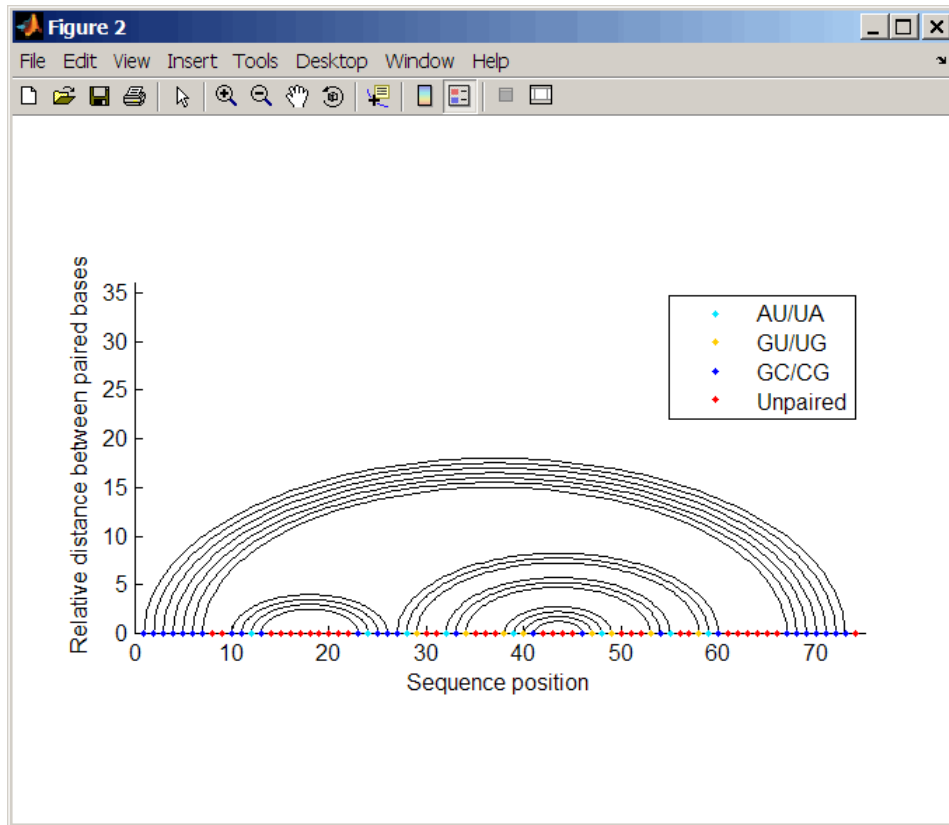 Figure 2
File Edit View Insert Tools Desktop Window Help
Relative distance between paired bases
35
30
25
20
15
10
5
0
AU/UA
GU/UG
GC/CG
Unpaired
0 10 20 30 40 50 60 70
Sequence position